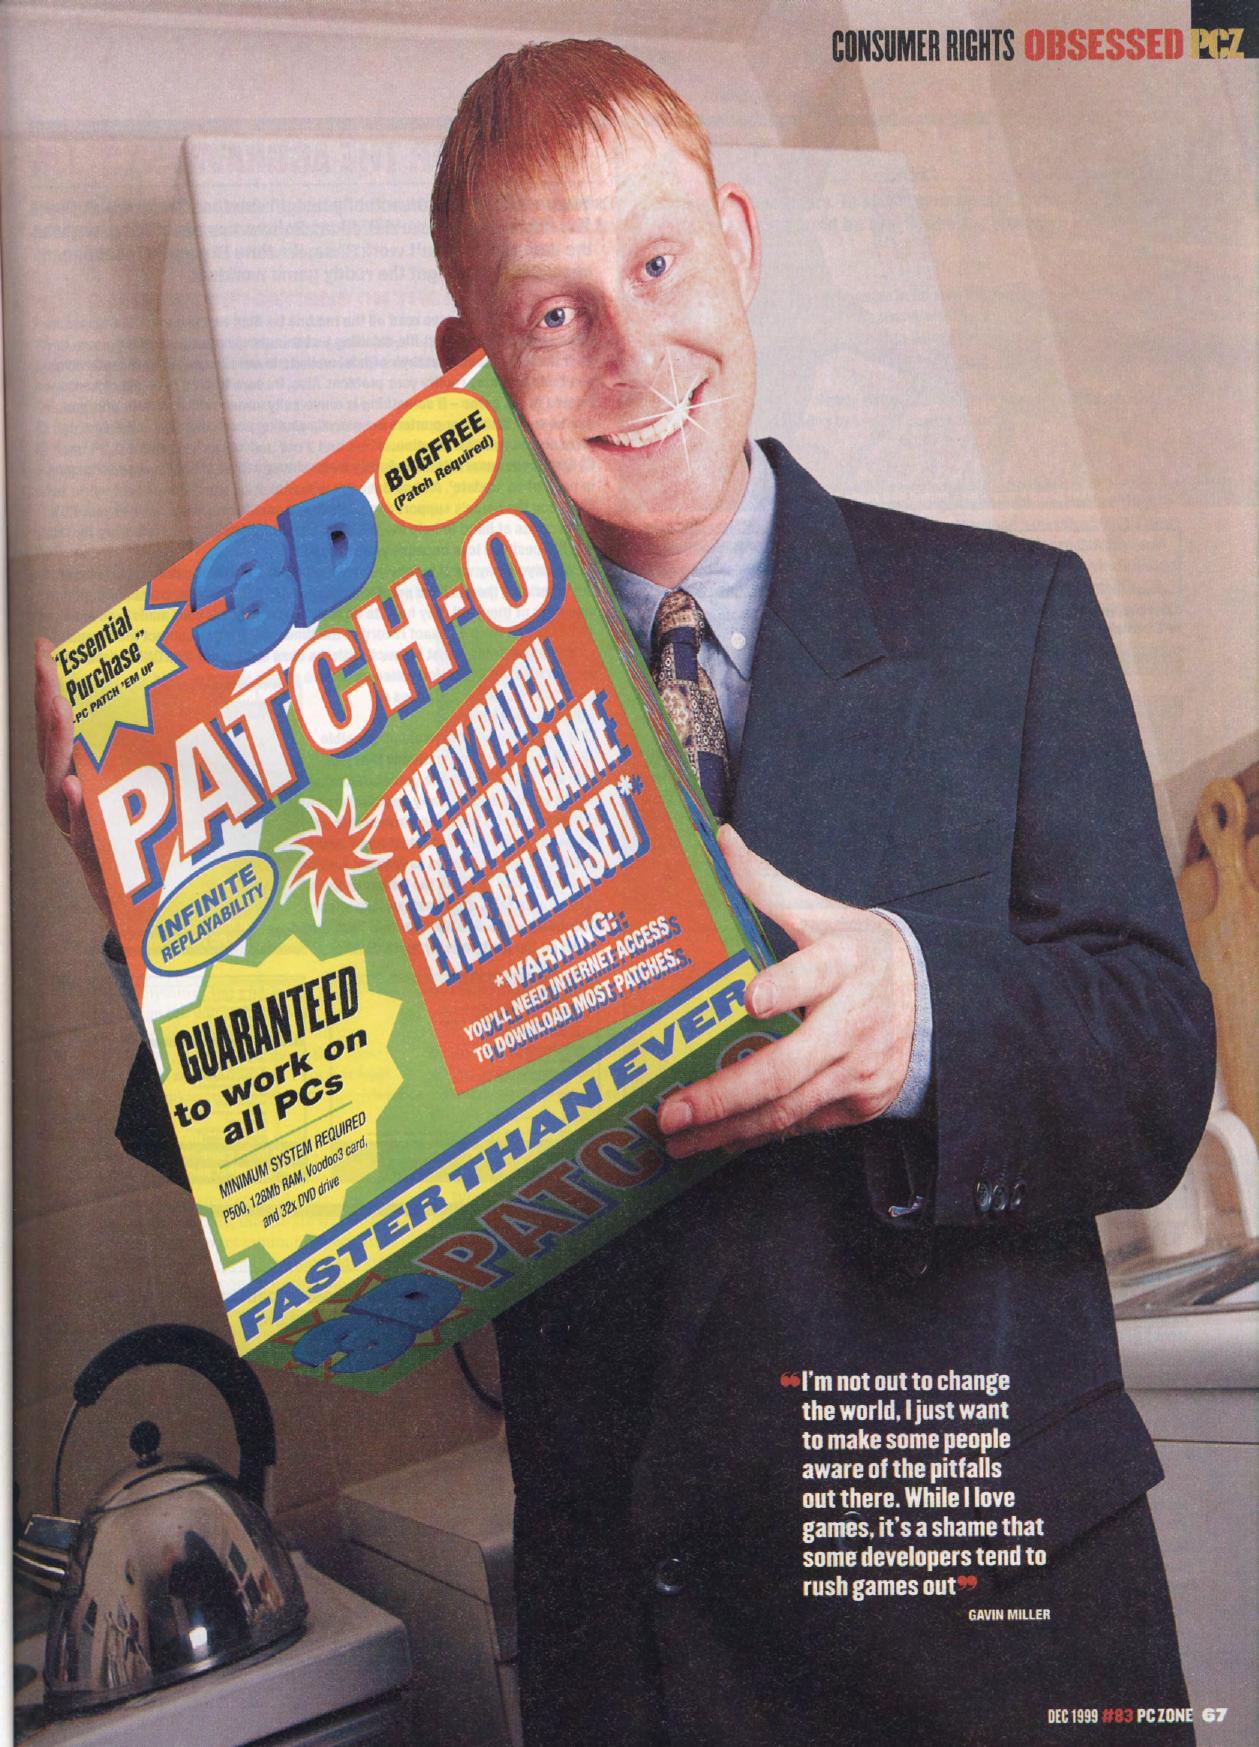 CONSUMER RIGHTS OBSESSED PCZ
BUGFREE
(Patch Required)
"Essential
Purchase"
-PC PATCH 'EM UP
3D
PATCH-O
EVERY PATCH
FOR EVERY GAME
EVER RELEASED*
*WARNING:
YOU'LL NEED INTERNET ACCESS
TO DOWNLOAD MOST PATCHES.
INFINITE
REPLAYABILITY
GUARANTEED
to work on
all PCs
MINIMUM SYSTEM REQUIRED
P500, 128Mb RAM, Voodoo3 card,
and 32x DVD drive
FASTER THAN EVER
3D PATCH-O
❝I'm not out to change
the world, I just want
to make some people
aware of the pitfalls
out there. While I love
games, it's a shame that
some developers tend to
rush games out❞
GAVIN MILLER
DEC 1999 #83 PC ZONE 67